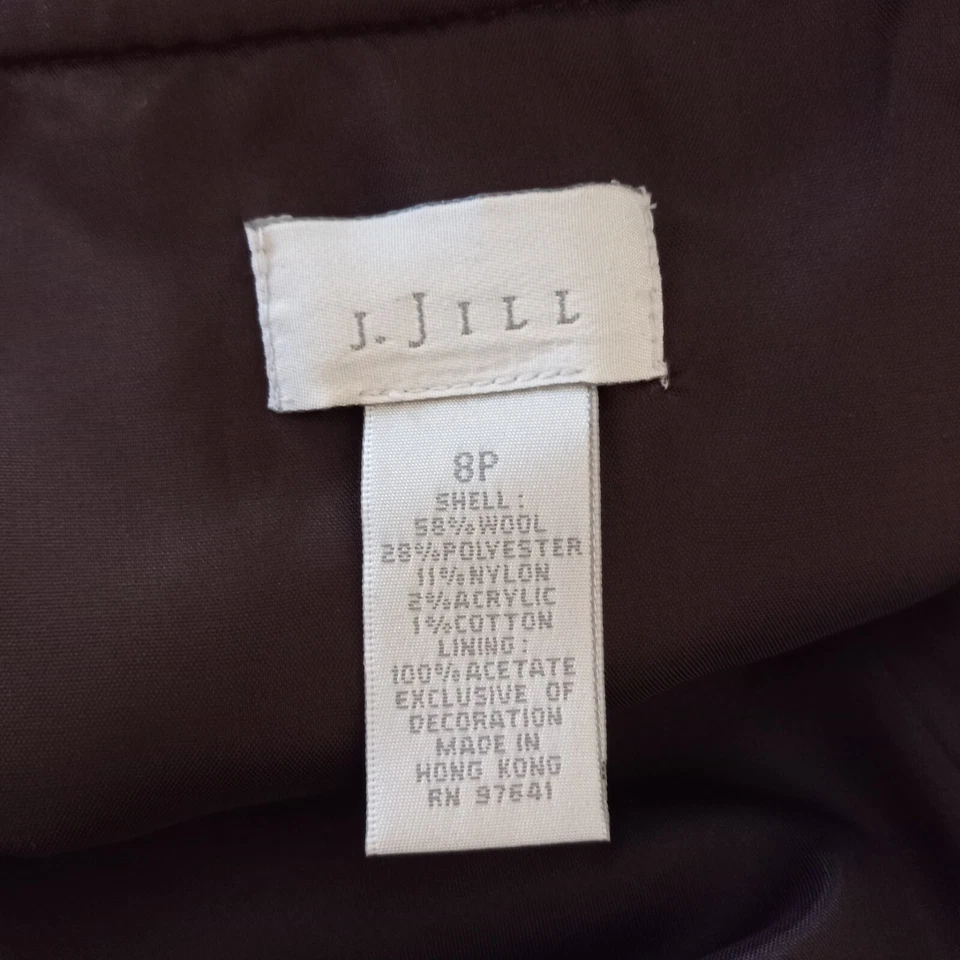 J. JILL
8P
SHELL:
58%WOOL
28%POLYESTER
11%NYLON
2%ACRYLIC
1%COTTON
LINING:
100%ACETATE
EXCLUSIVE OF
DECORATION
MADE IN
HONG KONG
RN 97641